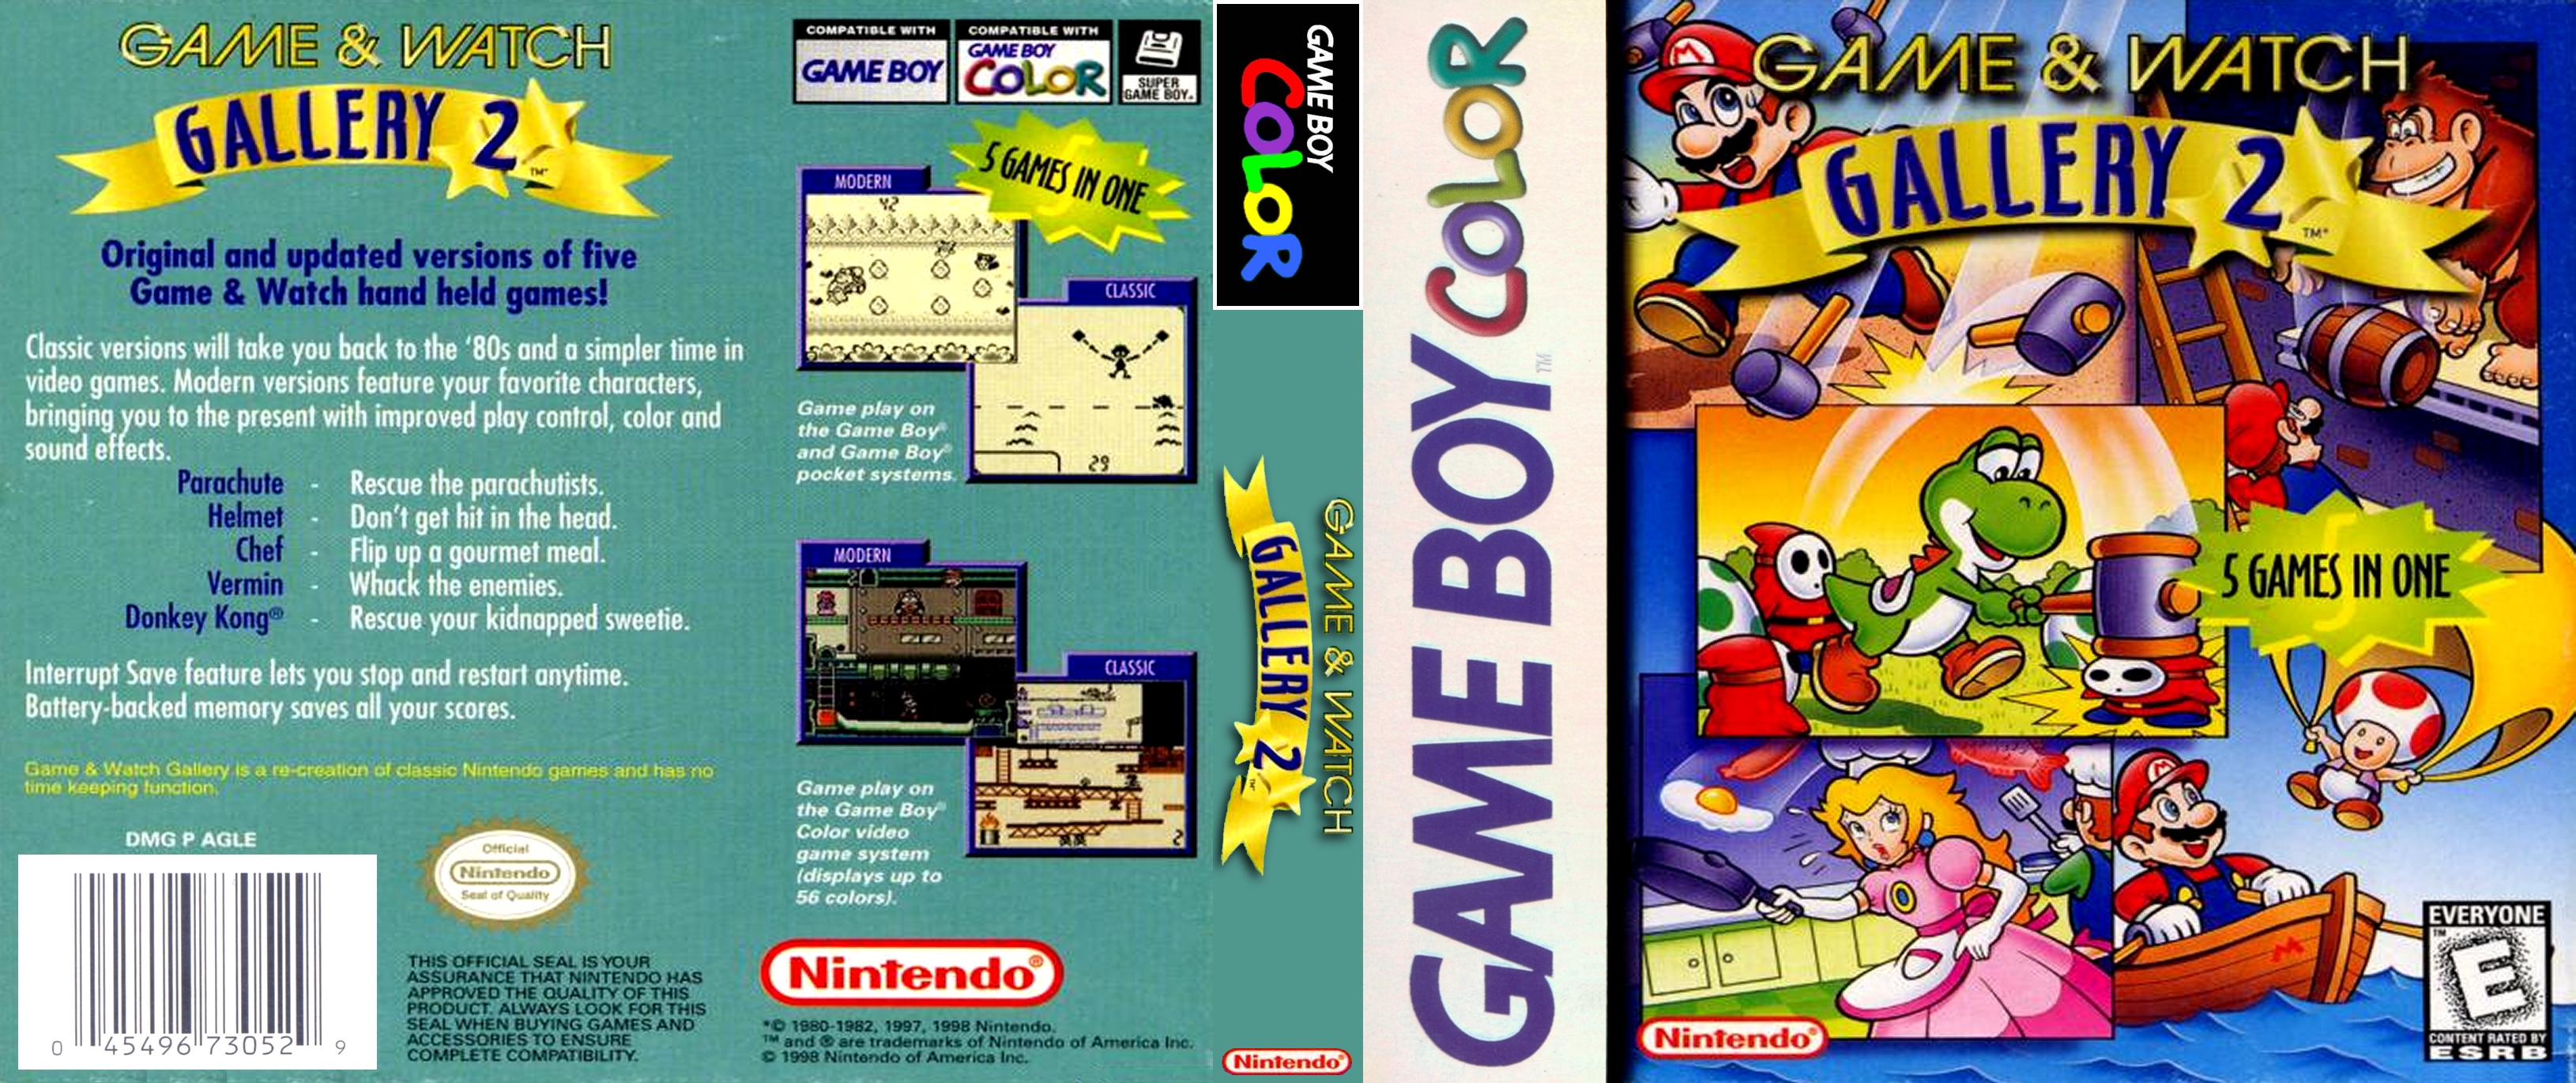 GAME & WATCH
GALLERY 2
TM*
Original and updated versions of five
Game & Watch hand held games!
Classic versions will take you back to the ‘80s and a simpler time in
video games. Modern versions feature your favorite characters,
bringing you to the present with improved play control, color and
sound effects.
Parachute - Rescue the parachutists.
Helmet - Don't get hit in the head.
Chef - Flip up a gourmet meal.
Vermin - Whack the enemies.
Donkey Kong® - Rescue your kidnapped sweetie.
Interrupt Save feature lets you stop and restart anytime.
Battery-backed memory saves all your scores.
Game & Watch Gallery is a re-creation of classic Nintendo games and has no
time keeping function.
DMG P AGLE
0 45496 73052 9
Official
Nintendo
Seal of Quality
THIS OFFICIAL SEAL IS YOUR
ASSURANCE THAT NINTENDO HAS
APPROVED THE QUALITY OF THIS
PRODUCT. ALWAYS LOOK FOR THIS
SEAL WHEN BUYING GAMES AND
ACCESSORIES TO ENSURE
COMPLETE COMPATIBILITY.
COMPATIBLE WITH
GAME BOY
COMPATIBLE WITH
GAME BOY
COLOR
SUPER
GAME BOY.
5 GAMES IN ONE
MODERN
42
CLASSIC
29
Game play on
the Game Boy®
and Game Boy®
pocket systems.
MODERN
CLASSIC
2
Game play on
the Game Boy®
Color video
game system
(displays up to
56 colors).
Nintendo®
*© 1980-1982, 1997, 1998 Nintendo.
™ and ® are trademarks of Nintendo of America Inc.
© 1998 Nintendo of America Inc.
GAME BOY
COLOR
GAME & WATCH
GALLERY 2
Nintendo®
GAME BOY COLOR
TM
GAME & WATCH
GALLERY 2
TM*
5 GAMES IN ONE
M
M
M
Nintendo®
EVERYONE
TM
E
CONTENT RATED BY
ESRB